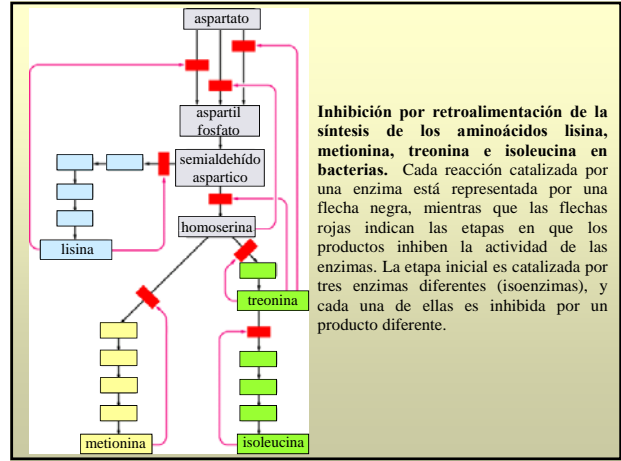 aspartato
aspartil
fosfato
semialdehído
aspartico
homoserina
lisina
treonina
metionina
isoleucina
Inhibición por retroalimentación de la
síntesis de los aminoácidos lisina,
metionina, treonina e isoleucina en
bacterias. Cada reacción catalizada por
una enzima está representada por una
flecha negra, mientras que las flechas
rojas indican las etapas en que los
productos inhiben la actividad de las
enzimas. La etapa inicial es catalizada por
tres enzimas diferentes (isoenzimas), y
cada una de ellas es inhibida por un
producto diferente.